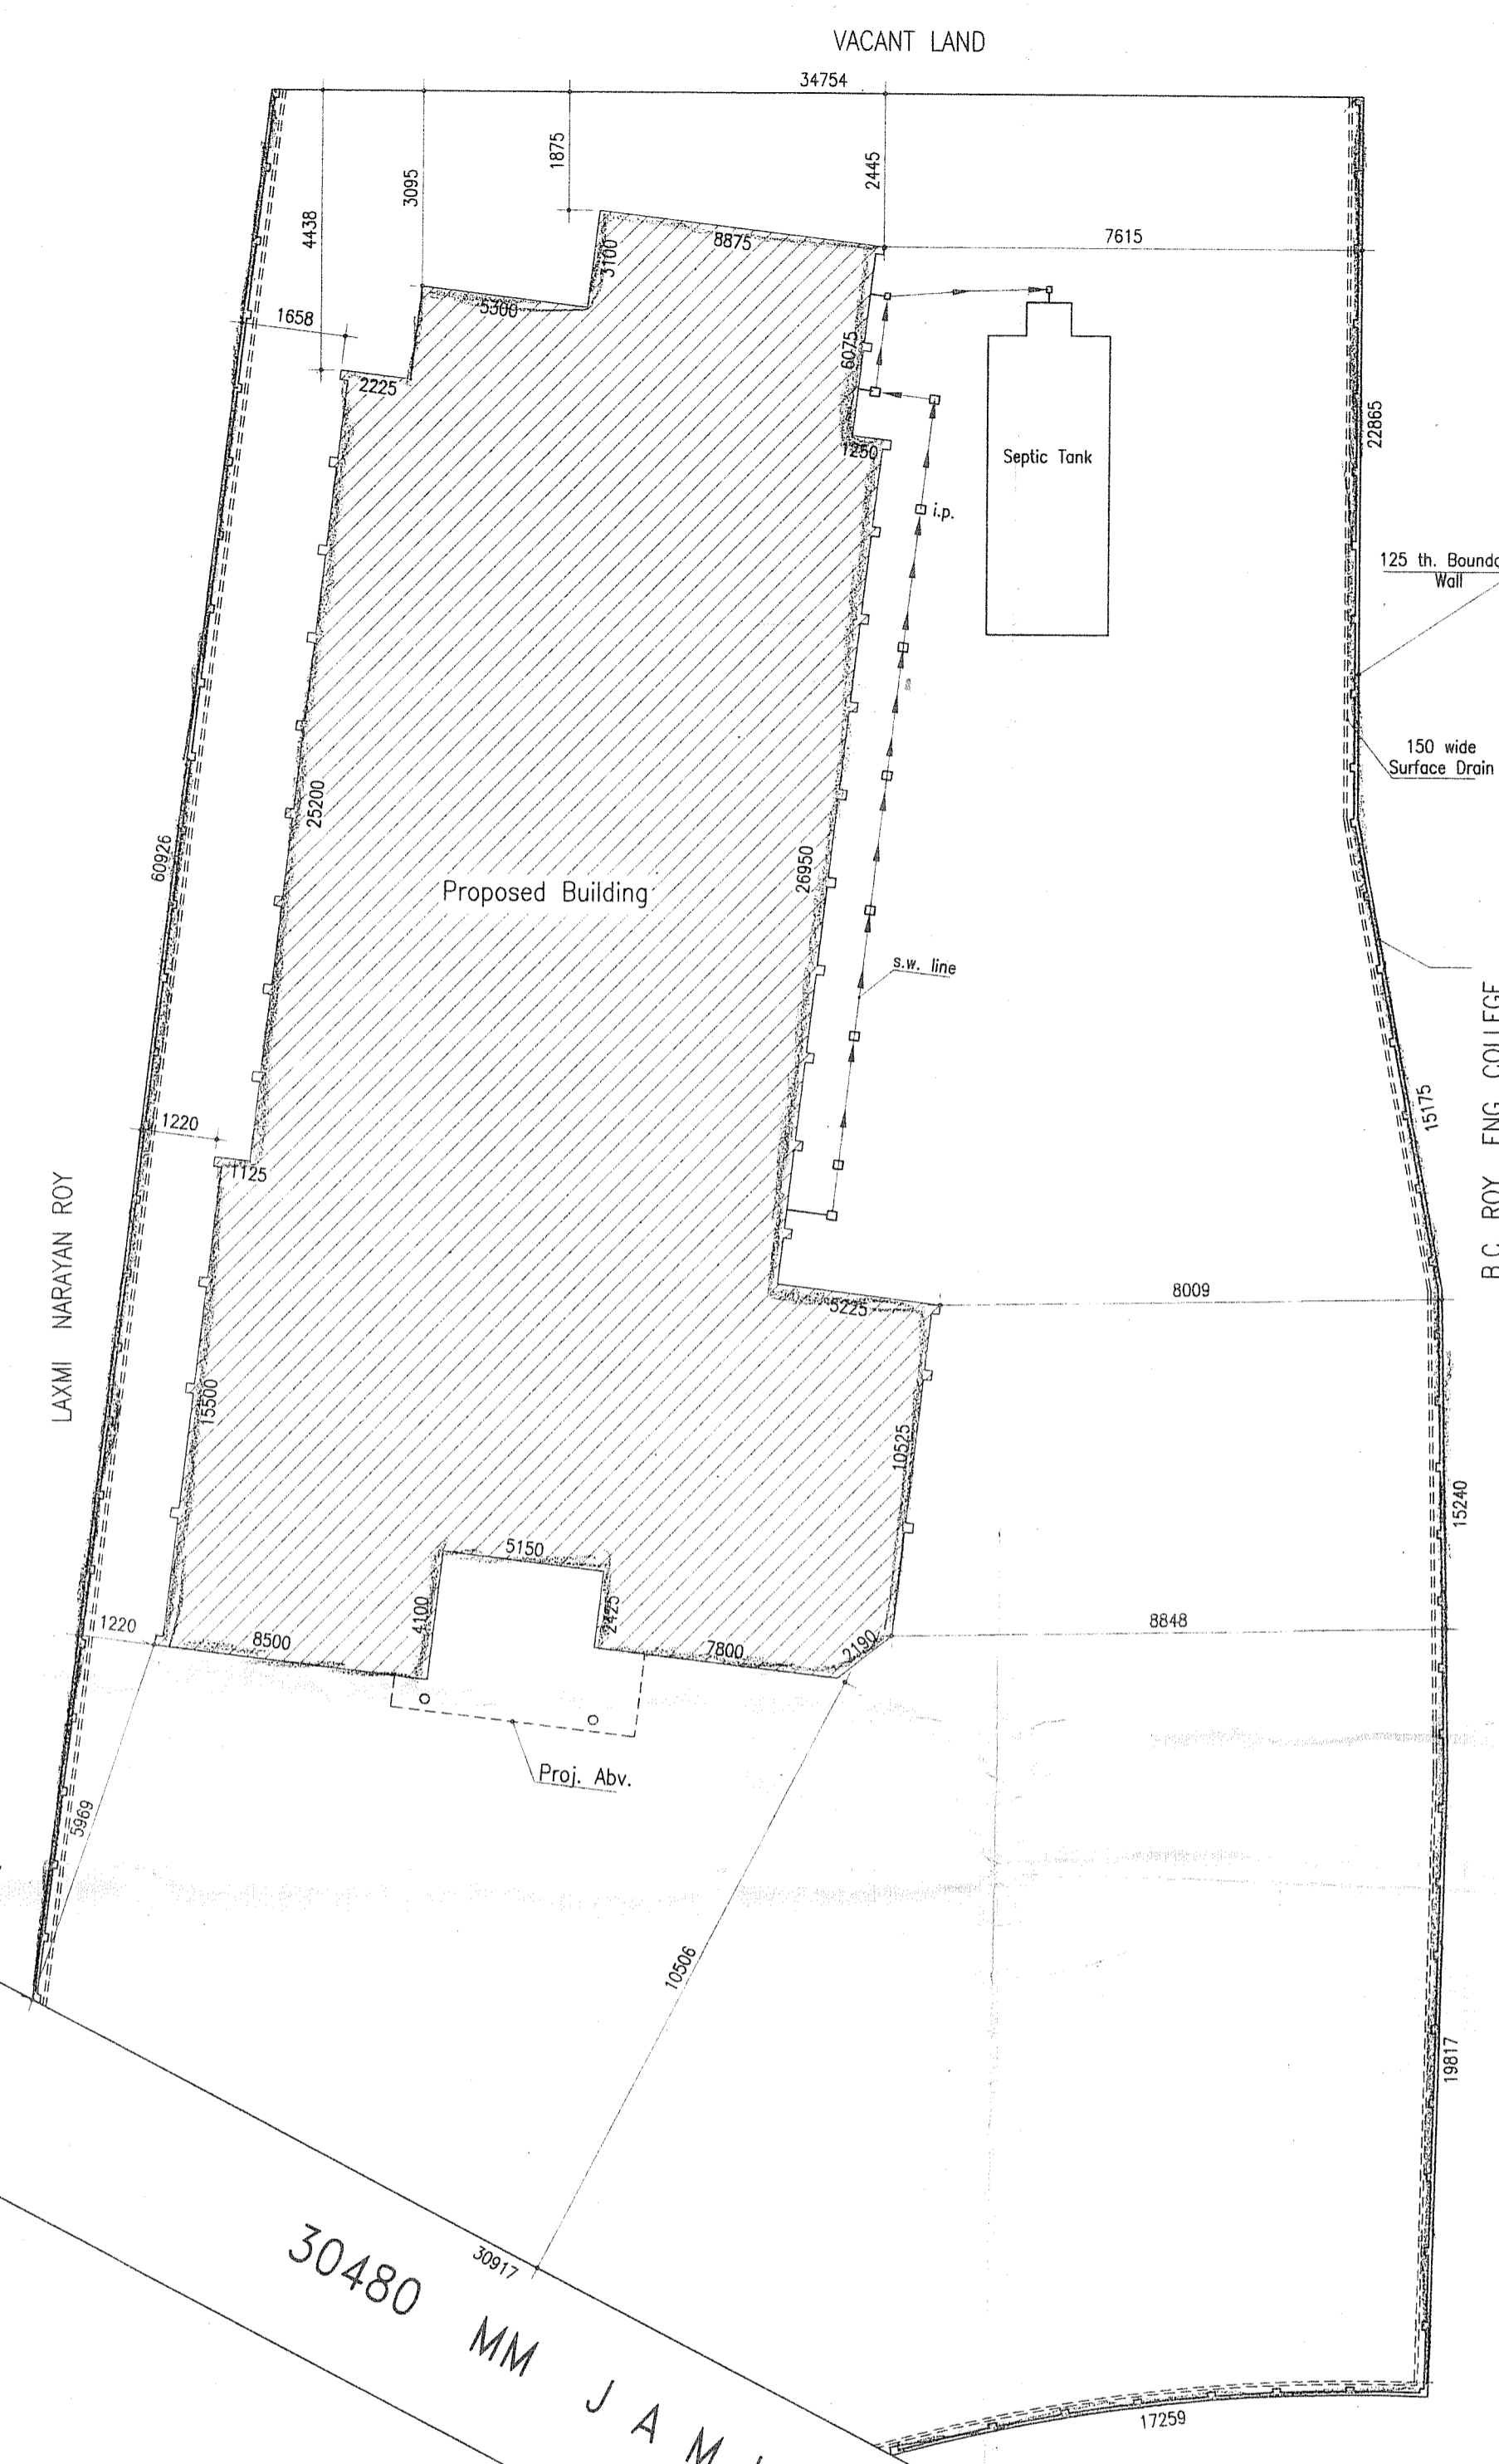 VACANT LAND
34754
1875
2445
3095
4438
8875
3100
7615
1658
5300
2225
6075
1250
22865
Septic Tank
i.p.
125 th. Bounda
Wall
150 wide
Surface Drain
25200
60926
26950
Proposed Building
s.w. line
B.C. ROY ENG COLLEGE
15175
1220
1125
LAXMI NARAYAN ROY
8009
5225
15500
10525
15240
5150
4100
2425
1220
8500
7800
2190
8848
Proj. Abv.
5969
10506
19817
30917
30480 MM JAM
17259